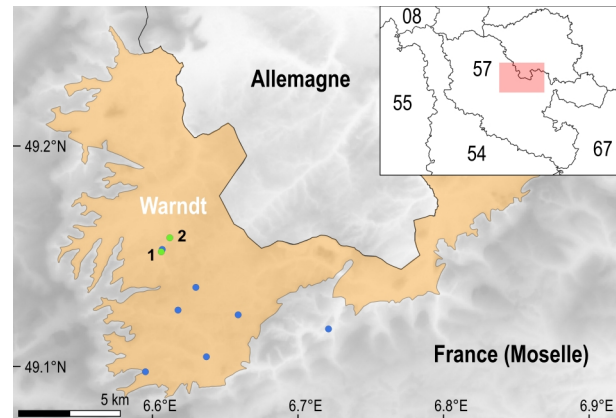 08
57
55
67
54
Allemagne
49.2°N
Warndt
2
1
49.1°N
France (Moselle)
5 km
6.6°E
6.7°E
6.8°E
6.9°E